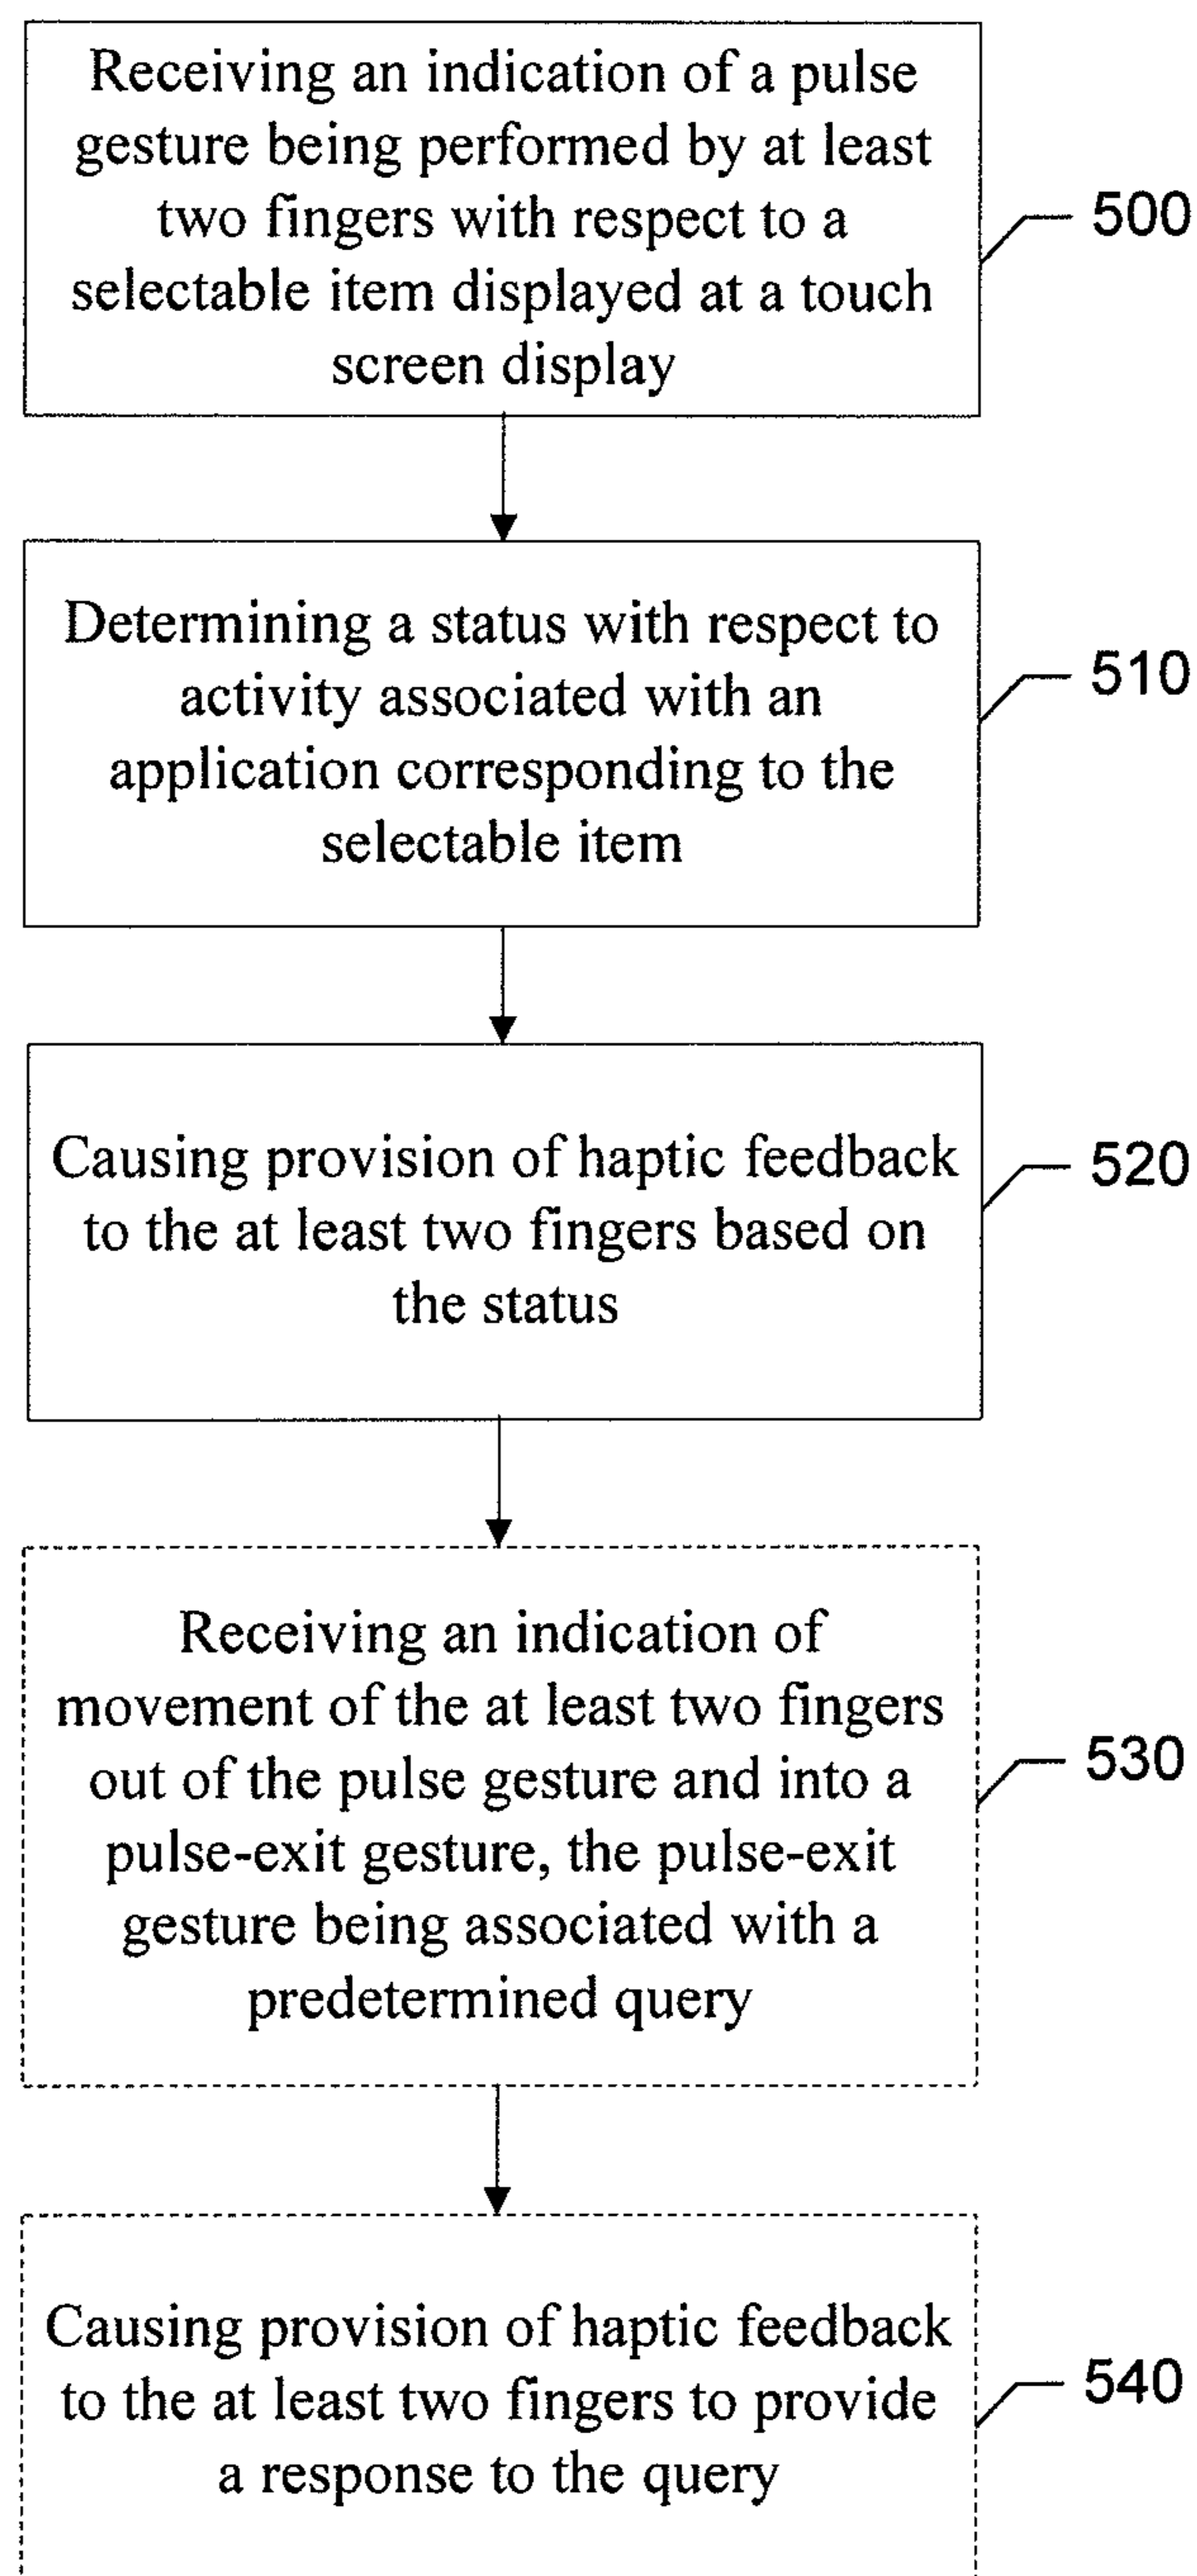 Receiving an indication of a pulse
gesture being performed by at least
two fingers with respect to a
selectable item displayed at a touch
screen display
500
Determining a status with respect to
activity associated with an
application corresponding to the
selectable item
510
Causing provision of haptic feedback
to the at least two fingers based on
the status
520
Receiving an indication of
movement of the at least two fingers
out of the pulse gesture and into a
pulse-exit gesture, the pulse-exit
gesture being associated with a
predetermined query
530
Causing provision of haptic feedback
to the at least two fingers to provide
a response to the query
540